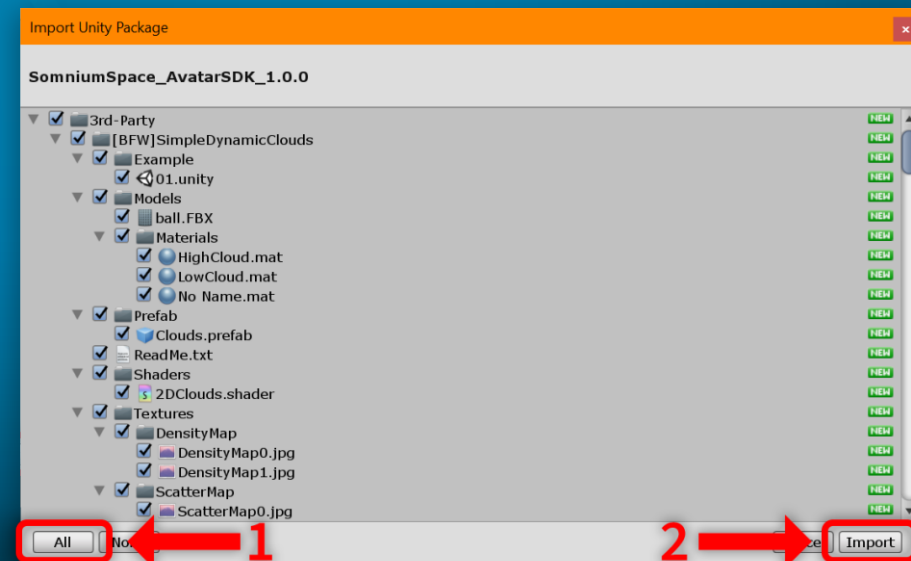 Import Unity Package
×
SomniumSpace_AvatarSDK_1.0.0
3rd-Party NEW
[BFW]SimpleDynamicClouds NEW
Example NEW
01.unity NEW
Models NEW
ball.FBX NEW
Materials NEW
HighCloud.mat NEW
LowCloud.mat NEW
No Name.mat NEW
Prefab NEW
Clouds.prefab NEW
ReadMe.txt NEW
Shaders NEW
2DClouds.shader NEW
Textures NEW
DensityMap NEW
DensityMap0.jpg NEW
DensityMap1.jpg NEW
ScatterMap NEW
ScatterMap0.jpg NEW
All 1 2 Import